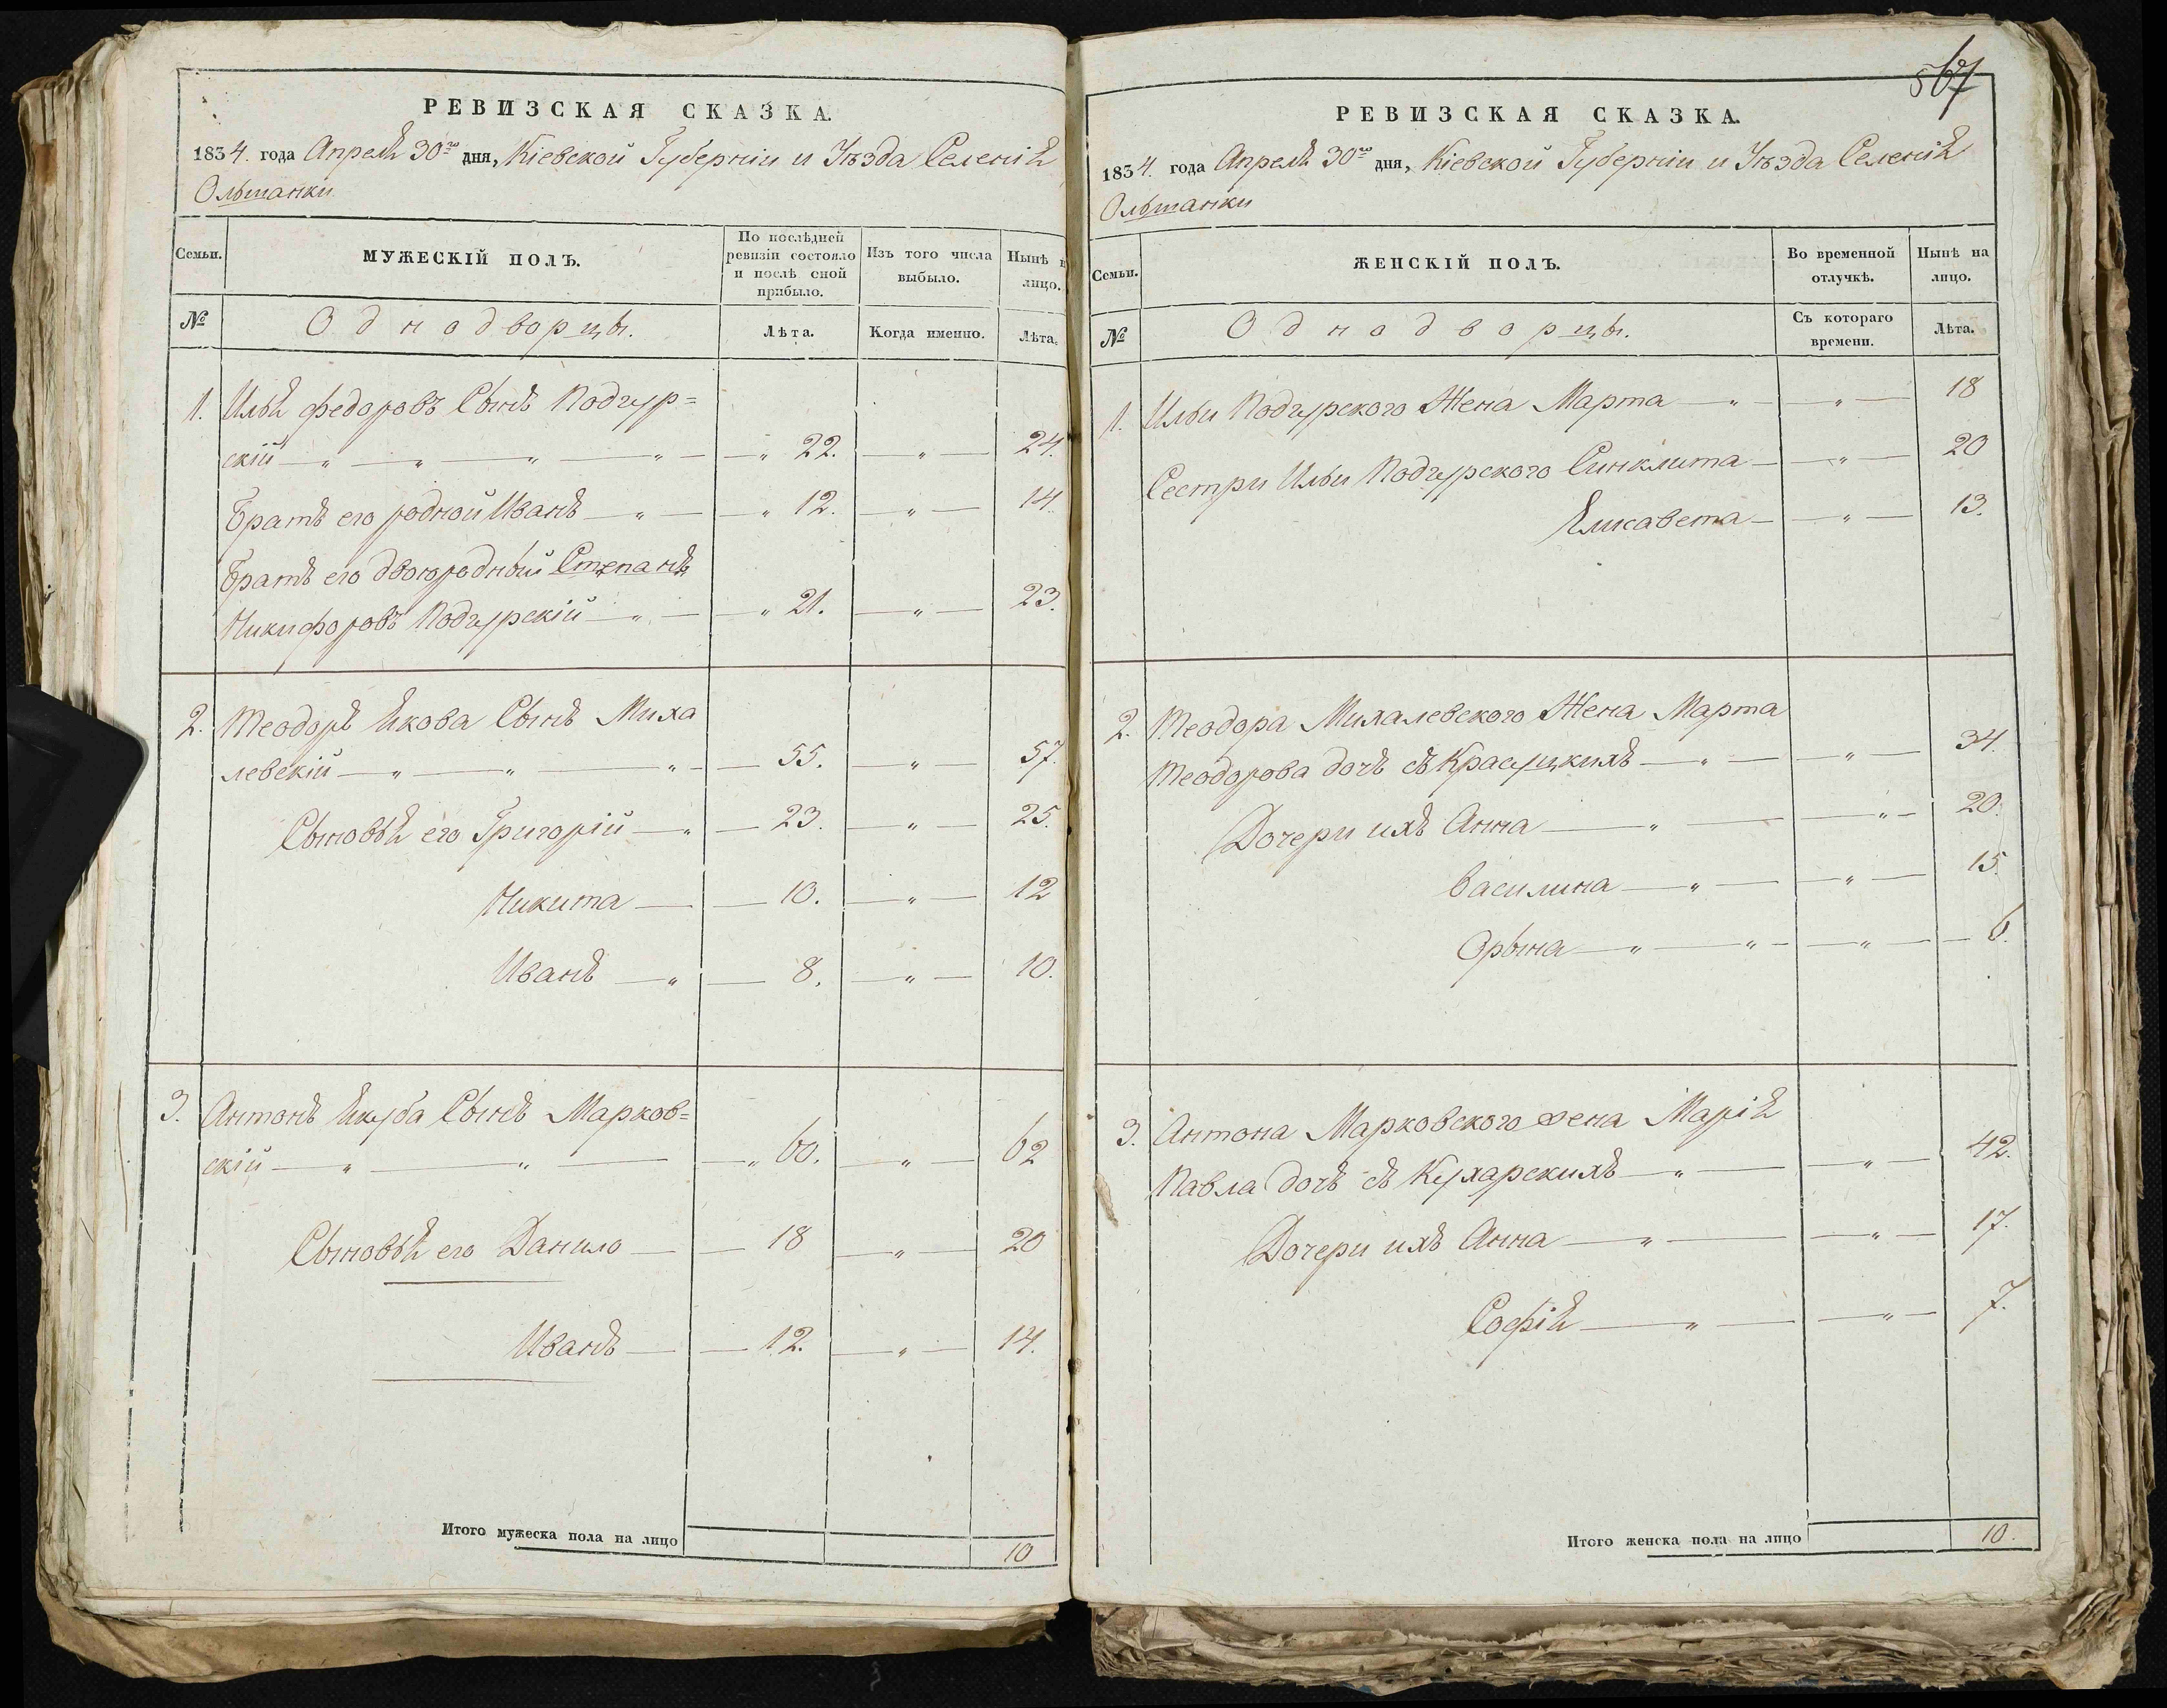 РЕВИЗСКАЯ СКАЗКА.
1834. года Апреля 30го дня, Кіевской Губерніи и Уѣзда Селенія
Ольшанки
Семьи. МУЖЕСКІЙ ПОЛЪ. По послѣдней ревизіи состояло и послѣ оной прибыло. Изъ того числа выбыло. Нынѣ н лицо.
№ Однодворцы. Лѣта. Когда именно. Лѣта.
1. Илья Федоровъ Сынъ Подгур=
скій — „ — „ — „ — „ — „ 22. — „ — 24.
Братъ его родной Иванъ — „ — „ 12. — „ — 14.
Братъ его двоюродный Степанъ
Никифоровъ Подгурскій — „ — „ 21. — „ — 23.
2. Теодоръ Якова Сынъ Миха
левскій — „ — „ — „ — 55. — „ — 57.
Сыновья его Григорій — „ — 23. — „ — 25.
Никита — — 10. — „ — 12
Иванъ — „ — 8. — „ — 10.
3. Антонъ Якуба Сынъ Марков=
скій — „ — „ — „ 60. — „ — 62
Сыновья его Данило — — 18 — „ — 20
Иванъ — — 12. — „ — 14.
Итого мужеска пола на лицо 10
567
РЕВИЗСКАЯ СКАЗКА.
1834. года Апреля 30го дня, Кіевской Губерніи и Уѣзда Селенія
Ольшанки
Семьи. ЖЕНСКІЙ ПОЛЪ. Во временной отлучкѣ. Нынѣ на лицо.
№ Однодворцы. Съ котораго времени. Лѣта.
1. Ильи Подгурского Жена Марта — „ — „ — 18
Сестри Ильи Подгурского Синклита — — „ — 20
Елисавета — — „ — 13.
2. Теодора Михалевского Жена Марта
Теодорова дочъ съ Красуцкихъ — „ — „ — 34.
Дочери ихъ Анна — „ — — „ — 20.
Василина — „ — — „ — 15.
Орына — „ — „ — — „ — 6.
3. Антона Марковского жена Марія
Павла дочъ съ Кухарскихъ — „ — — „ — 42.
Дочери ихъ Анна — „ — — „ — 17.
Софія — „ — — „ — 7.
Итого женска пола на лицо 10.